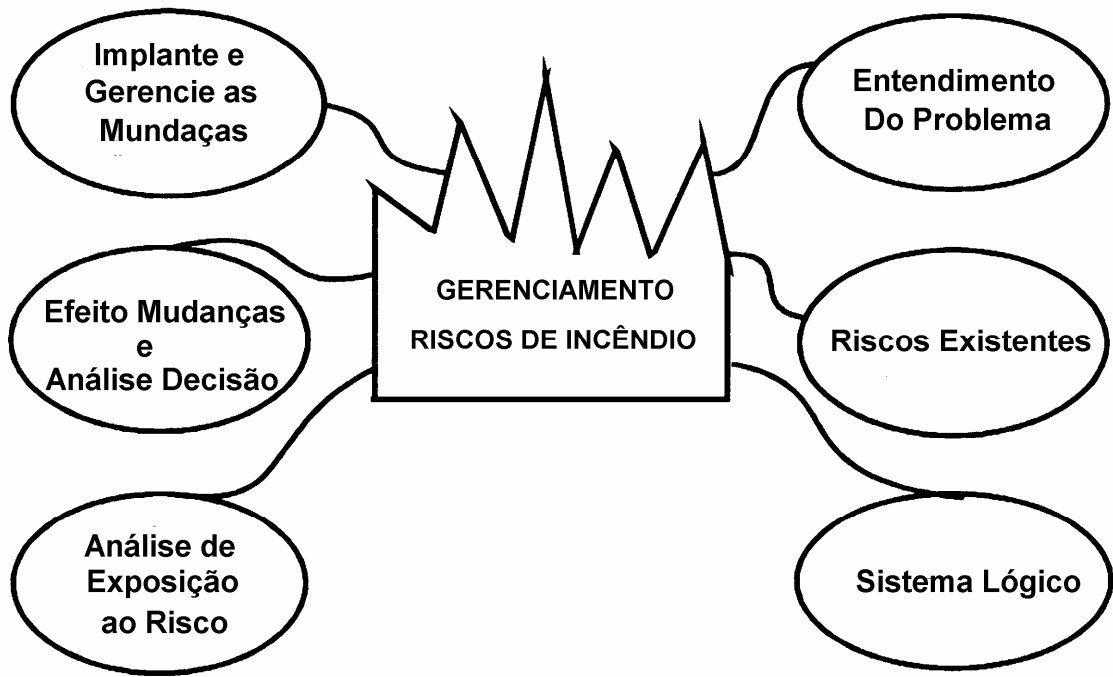 Implante e
Gerencie as
Mundaças
Entendimento
Do Problema
GERENCIAMENTO
RISCOS DE INCÊNDIO
Efeito Mudanças
e
Análise Decisão
Riscos Existentes
Análise de
Exposição
ao Risco
Sistema Lógico